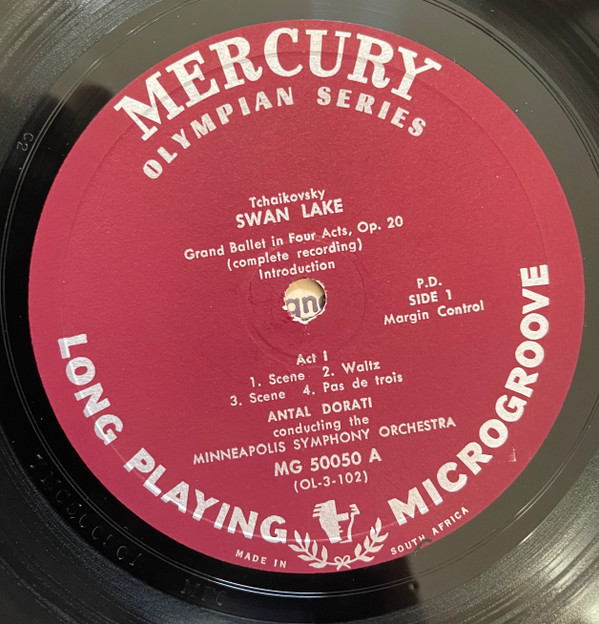 MERCURY
OLYMPIAN SERIES
Tchaikovsky
SWAN LAKE
Grand Ballet in Four Acts, Op. 20
(complete recording)
Introduction
P.D.
SIDE 1
Margin Control
Act I
1. Scene 2. Waltz
3. Scene 4. Pas de trois
ANTAL DORATI
conducting the
MINNEAPOLIS SYMPHONY ORCHESTRA
MG 50050 A
(OL-3-102)
LONG PLAYING MICROGROOVE
MADE IN SOUTH AFRICA
C2